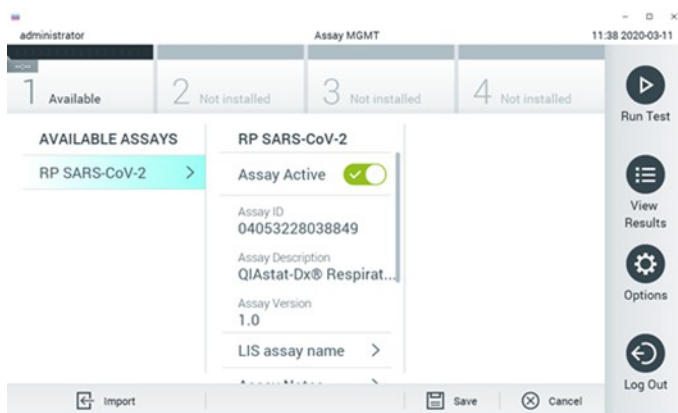 administrator
Assay MGMT
11:38 2020-03-11
1 Available
2 Not installed
3 Not installed
4 Not installed
Run Test
AVAILABLE ASSAYS
RP SARS-CoV-2
RP SARS-CoV-2
Assay Active
Assay ID
04053228038849
Assay Description
QIAstat-Dx® Respirat...
Assay Version
1.0
LIS assay name
View
Results
Options
Log Out
Import
Save
Cancel